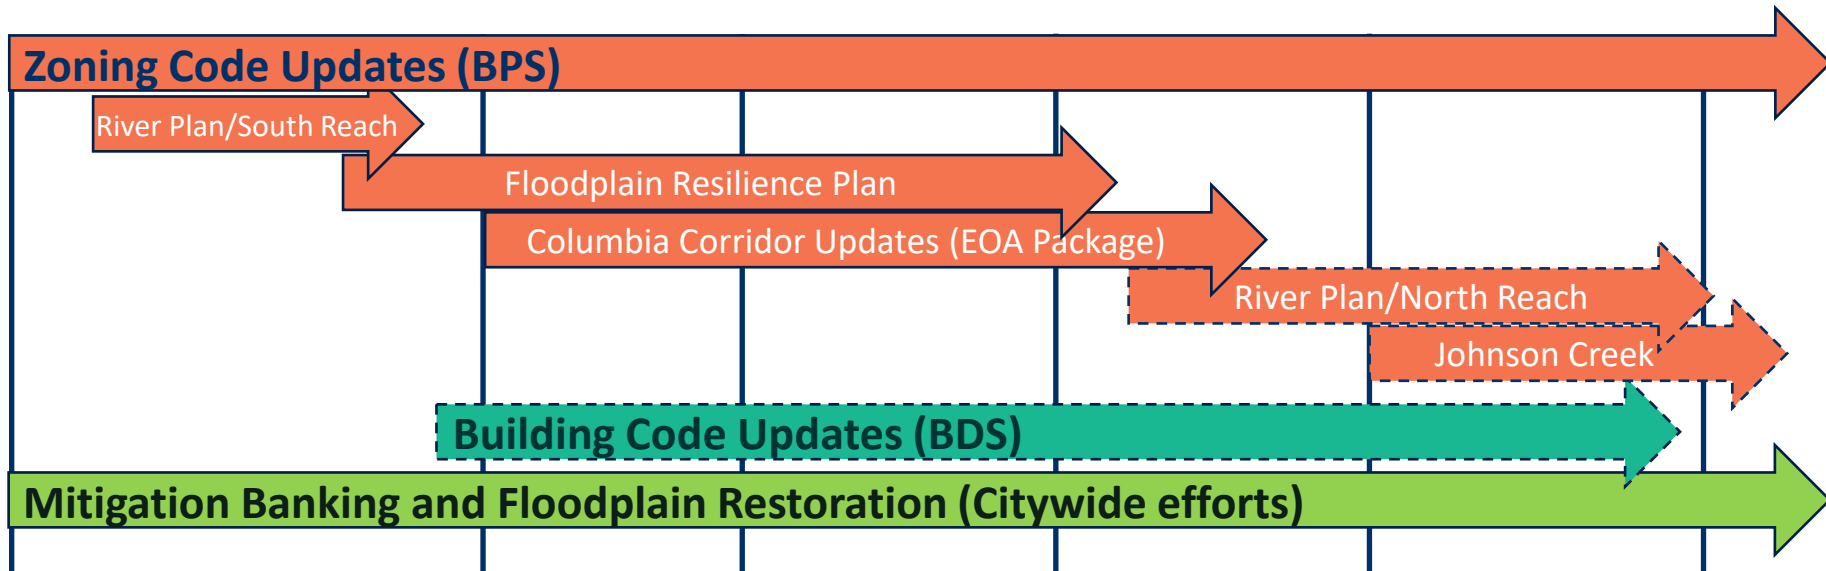 Zoning Code Updates (BPS)
River Plan/South Reach
Floodplain Resilience Plan
Columbia Corridor Updates (EOA Package)
River Plan/North Reach
Johnson Creek
Building Code Updates (BDS)
Mitigation Banking and Floodplain Restoration (Citywide efforts)